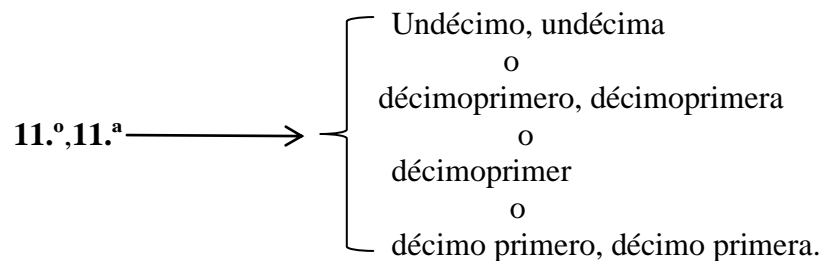 Undécimo, undécima
o
décimoprimero, décimoprimera
11.º,11.ª
o
décimoprimer
o
décimo primero, décimo primera.